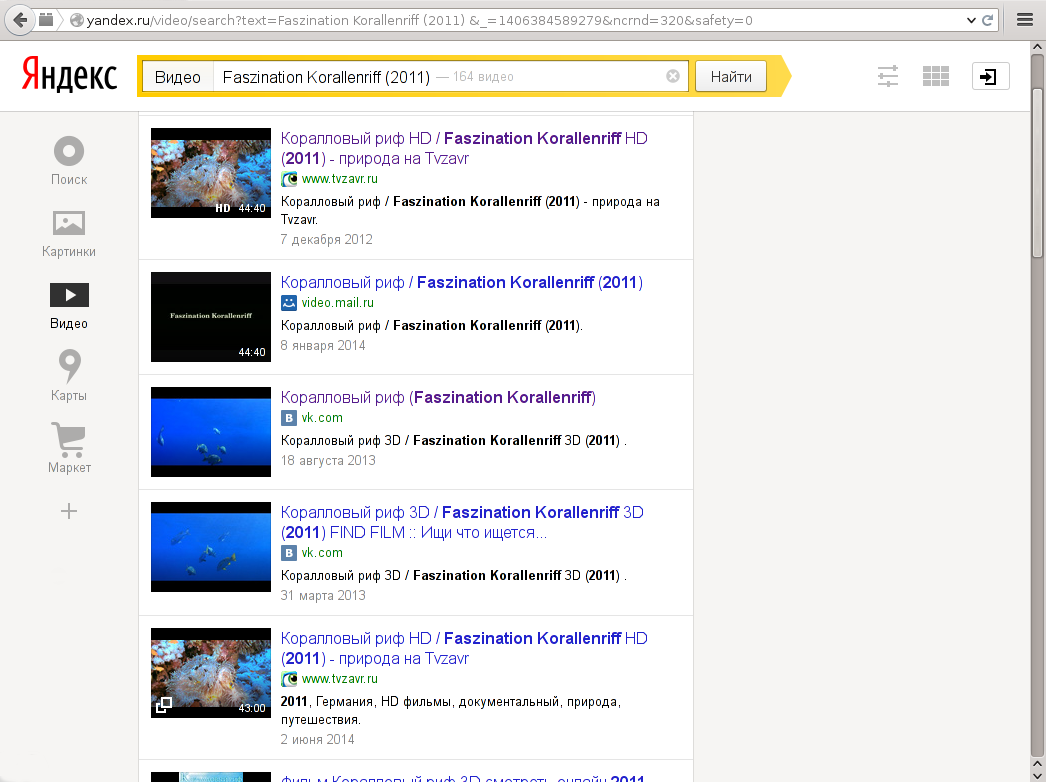 yandex.ru/video/search?text=Faszination Korallenriff (2011) &_=1406384589279&ncrnd=320&safety=0
Яндекс
Видео
Faszination Korallenriff (2011) — 164 видео
Найти
Поиск
Картинки
Видео
Карты
Маркет
Коралловый риф HD / Faszination Korallenriff HD
(2011) - природа на Tvzavr
www.tvzavr.ru
Коралловый риф / Faszination Korallenriff (2011) - природа на
Tvzavr.
7 декабря 2012
HD 44:40
Коралловый риф / Faszination Korallenriff (2011)
video.mail.ru
Коралловый риф / Faszination Korallenriff (2011).
8 января 2014
Faszination Korallenriff
44:40
Коралловый риф (Faszination Korallenriff)
B vk.com
Коралловый риф 3D / Faszination Korallenriff 3D (2011) .
18 августа 2013
Коралловый риф 3D / Faszination Korallenriff 3D
(2011) FIND FILM :: Ищи что ищется...
B vk.com
Коралловый риф 3D / Faszination Korallenriff 3D (2011) .
31 марта 2013
Коралловый риф HD / Faszination Korallenriff HD
(2011) - природа на Tvzavr
www.tvzavr.ru
2011, Германия, HD фильмы, документальный, природа,
путешествия.
2 июня 2014
43:00
Фильм Коралловый риф 3D смотреть онлайн 2011